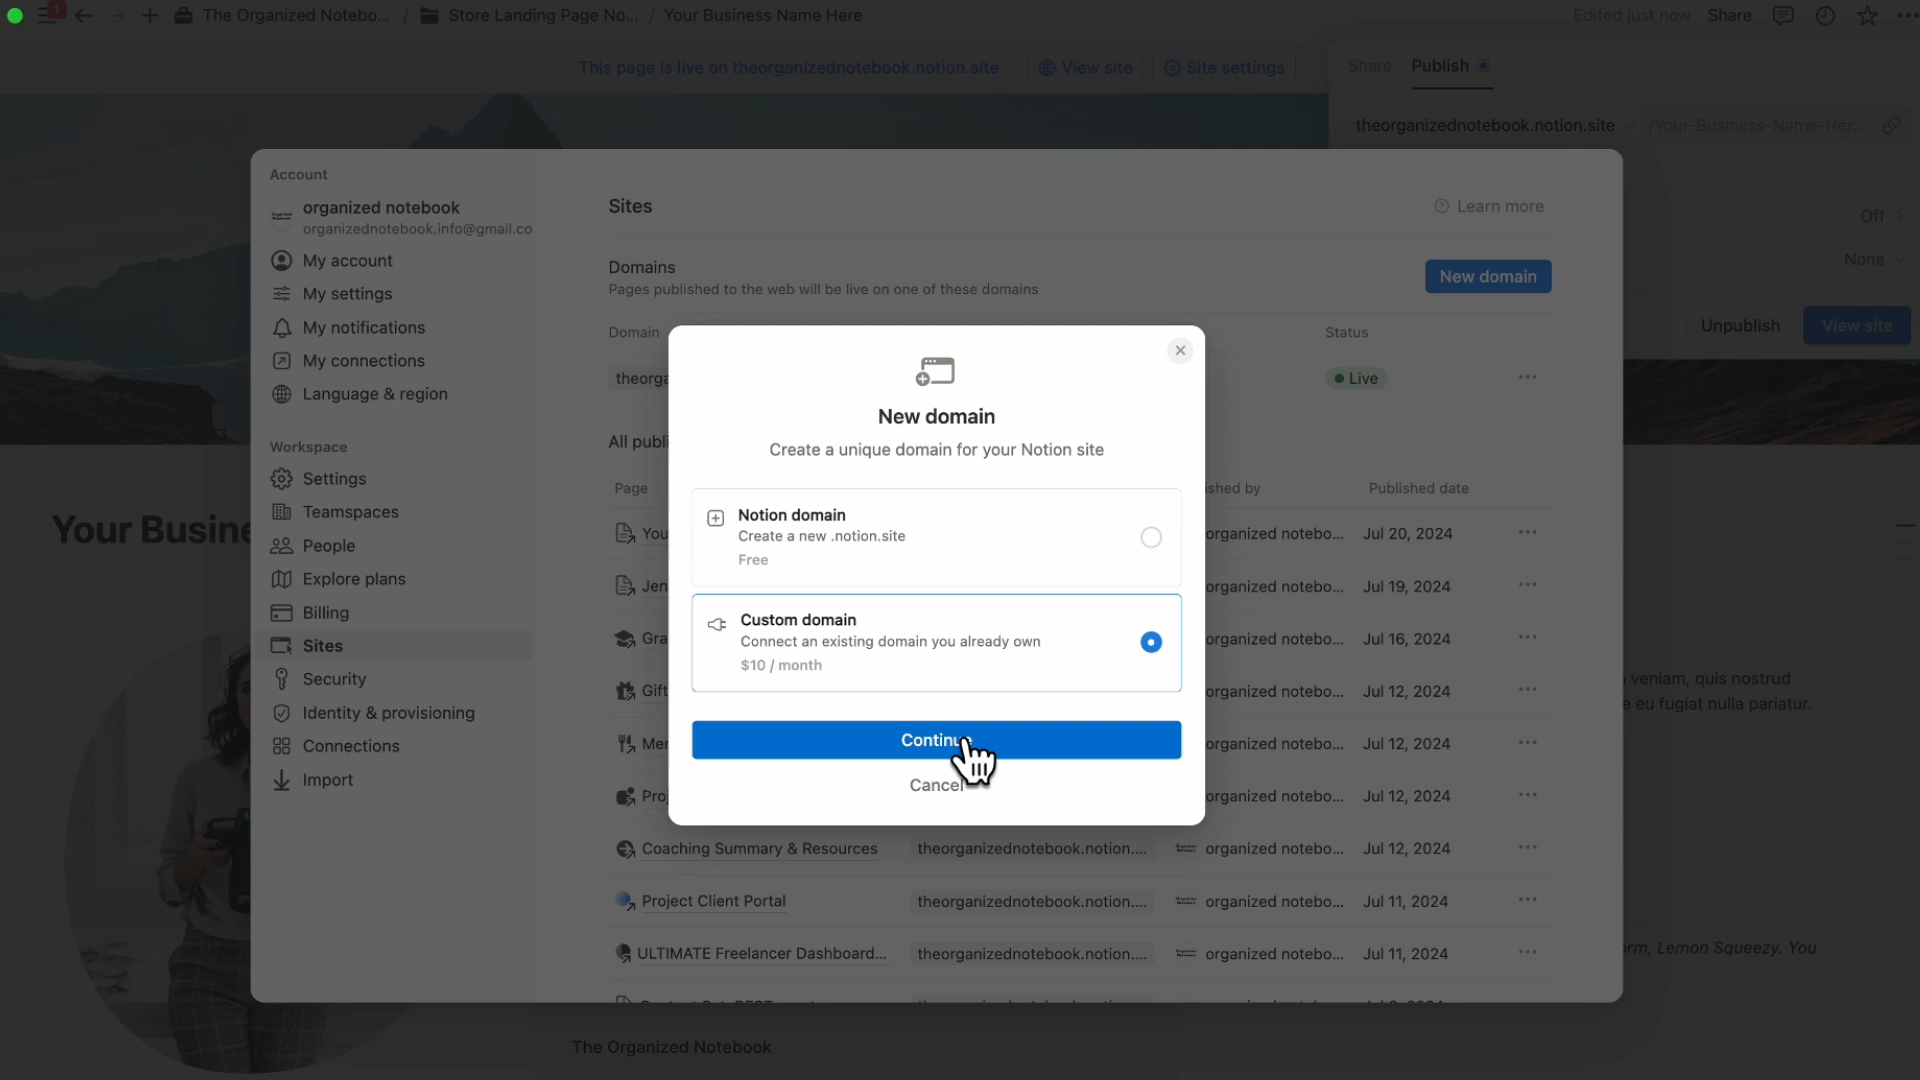 1
The Organized Notebo... / Store Landing Page No... / Your Business Name Here
Edited just now Share
This page is live on theorganizednotebook.notion.site
View site
Site settings
Share Publish
theorganizednotebook.notion.site /Your-Business-Name-Her...
Off
None
Unpublish View site
Account
organized notebook
organizednotebook.info@gmail.co
My account
My settings
My notifications
My connections
Language & region
Workspace
Settings
Teamspaces
People
Explore plans
Billing
Sites
Security
Identity & provisioning
Connections
Import
Sites
Learn more
Domains
Pages published to the web will be live on one of these domains
New domain
Domain Status
theorga
Live
All publi
Page ished by Published date
You organized notebo... Jul 20, 2024
Jen organized notebo... Jul 19, 2024
Gra organized notebo... Jul 16, 2024
Gift organized notebo... Jul 12, 2024
Mer organized notebo... Jul 12, 2024
Proj organized notebo... Jul 12, 2024
Coaching Summary & Resources theorganizednotebook.notion.... organized notebo... Jul 12, 2024
Project Client Portal theorganizednotebook.notion.... organized notebo... Jul 11, 2024
ULTIMATE Freelancer Dashboard... theorganizednotebook.notion.... organized notebo... Jul 11, 2024
New domain
Create a unique domain for your Notion site
Notion domain
Create a new .notion.site
Free
Custom domain
Connect an existing domain you already own
$10 / month
Continue
Cancel
Your Busine
veniam, quis nostrud
e eu fugiat nulla pariatur.
orm, Lemon Squeezy. You
The Organized Notebook